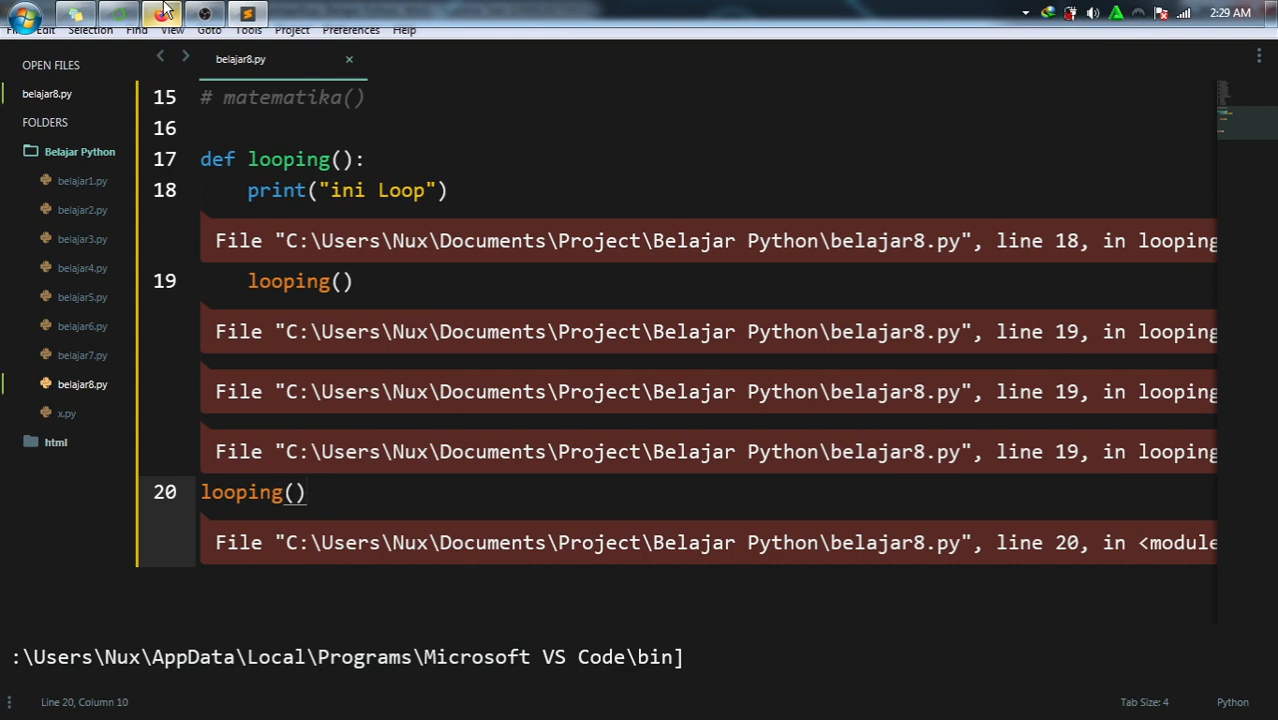 2:29 AM
Edit Selection Find View Goto Tools Project Preferences Help
OPEN FILES
belajar8.py
FOLDERS
Belajar Python
belajar1.py
belajar2.py
belajar3.py
belajar4.py
belajar5.py
belajar6.py
belajar7.py
belajar8.py
x.py
html
belajar8.py ×
15 # matematika()
16
17 def looping():
18 print("ini Loop")
File "C:\Users\Nux\Documents\Project\Belajar Python\belajar8.py", line 18, in looping
19 looping()
File "C:\Users\Nux\Documents\Project\Belajar Python\belajar8.py", line 19, in looping
File "C:\Users\Nux\Documents\Project\Belajar Python\belajar8.py", line 19, in looping
File "C:\Users\Nux\Documents\Project\Belajar Python\belajar8.py", line 19, in looping
20 looping()
File "C:\Users\Nux\Documents\Project\Belajar Python\belajar8.py", line 20, in <module
:\Users\Nux\AppData\Local\Programs\Microsoft VS Code\bin]
Line 20, Column 10
Tab Size: 4
Python